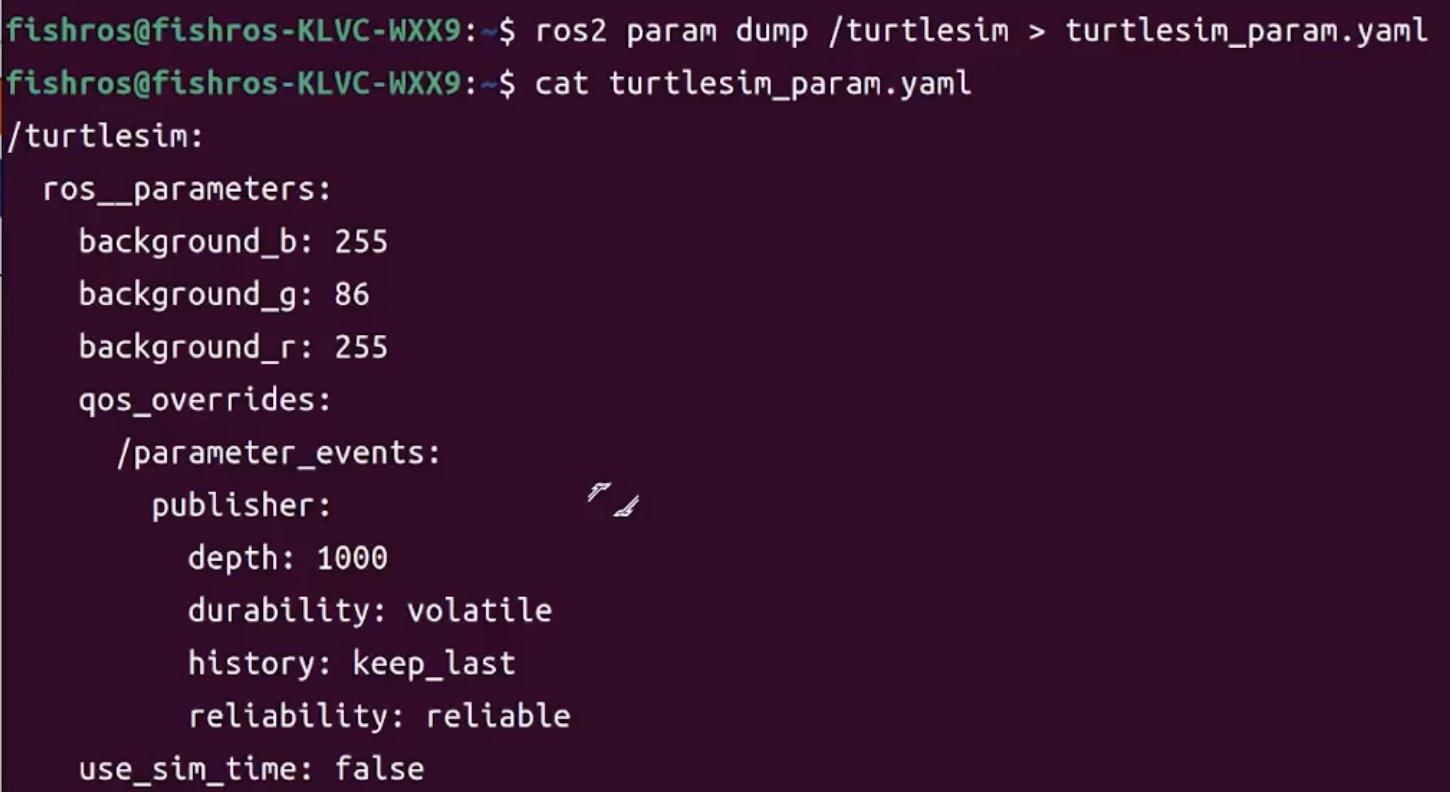 fishros@fishros-KLVC-WXX9:~$ ros2 param dump /turtlesim > turtlesim_param.yaml
fishros@fishros-KLVC-WXX9:~$ cat turtlesim_param.yaml
/turtlesim:
  ros__parameters:
    background_b: 255
    background_g: 86
    background_r: 255
    qos_overrides:
      /parameter_events:
        publisher:
          depth: 1000
          durability: volatile
          history: keep_last
          reliability: reliable
    use_sim_time: false